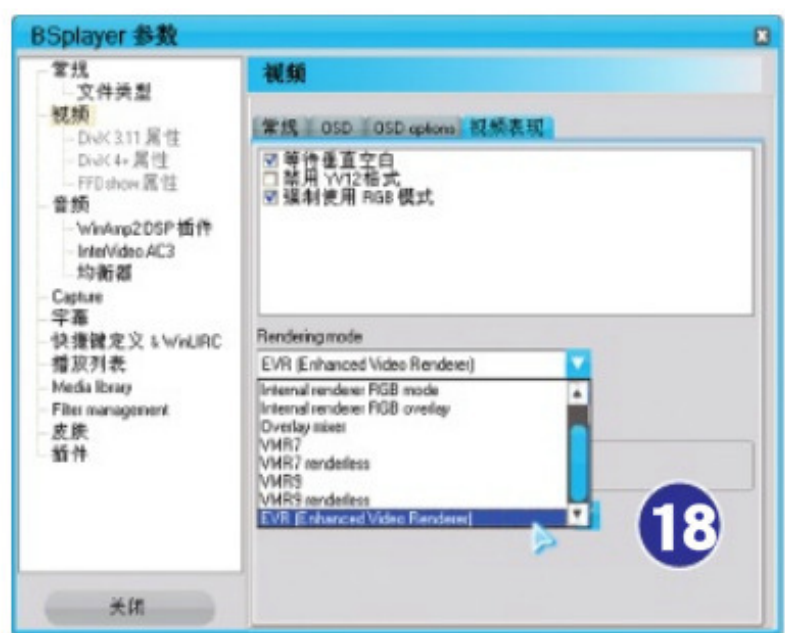 BSplayer 参数
常规
文件类型
视频
DivX 3.11 属性
DivX 4+ 属性
FFDshow 属性
音频
WinAmp2 DSP 插件
InterVideo AC3
均衡器
Capture
字幕
快捷键定义 & WinLIRC
播放列表
Media library
Filter management
皮肤
插件
关闭
视频
常规 OSD OSD options 视频表现
等待垂直空白
禁用 YV12格式
强制使用 RGB 模式
Rendering mode
EVR (Enhanced Video Renderer)
Internal renderer RGB mode
Internal renderer RGB overlay
Overlay mixer
VMR7
VMR7 renderless
VMR9
VMR9 renderless
EVR (Enhanced Video Renderer)
18